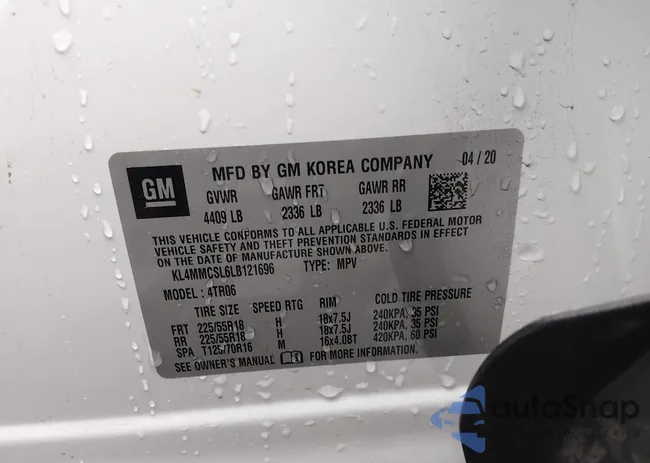 GM
MFD BY GM KOREA COMPANY 04 / 20
GVWR GAWR FRT GAWR RR
4409 LB 2336 LB 2336 LB
THIS VEHICLE CONFORMS TO ALL APPLICABLE U.S. FEDERAL MOTOR
VEHICLE SAFETY AND THEFT PREVENTION STANDARDS IN EFFECT
ON THE DATE OF MANUFACTURE SHOWN ABOVE.
KL4MMCSL6LB121696 TYPE: MPV
MODEL: 4TR06
TIRE SIZE SPEED RTG RIM COLD TIRE PRESSURE
FRT 225/55R18 H 18x7.5J 240KPA, 35 PSI
RR 225/55R18 H 18x7.5J 240KPA, 35 PSI
SPA T125/70R16 M 16x4.0BT 420KPA, 60 PSI
SEE OWNER'S MANUAL FOR MORE INFORMATION
autoSnap